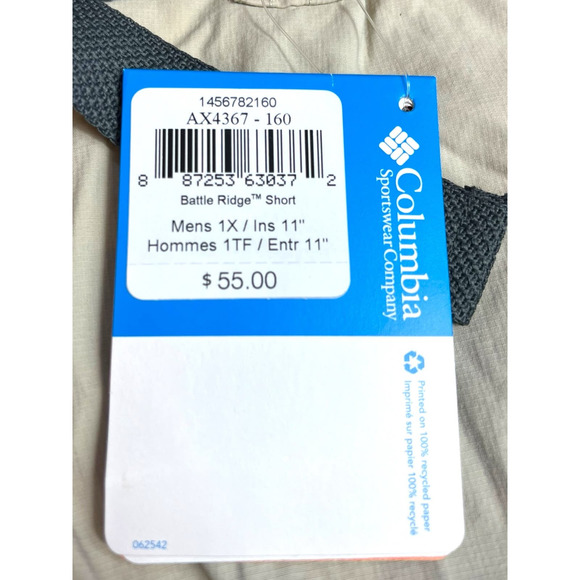 1456782160
AX4367 - 160
8 87253 63037 2
Battle Ridge™ Short
Mens 1X / Ins 11"
Hommes 1TF / Entr 11"
$ 55.00
Columbia
Sportswear Company
Printed on 100% recycled paper
Imprimé sur papier 100% recyclé
062542